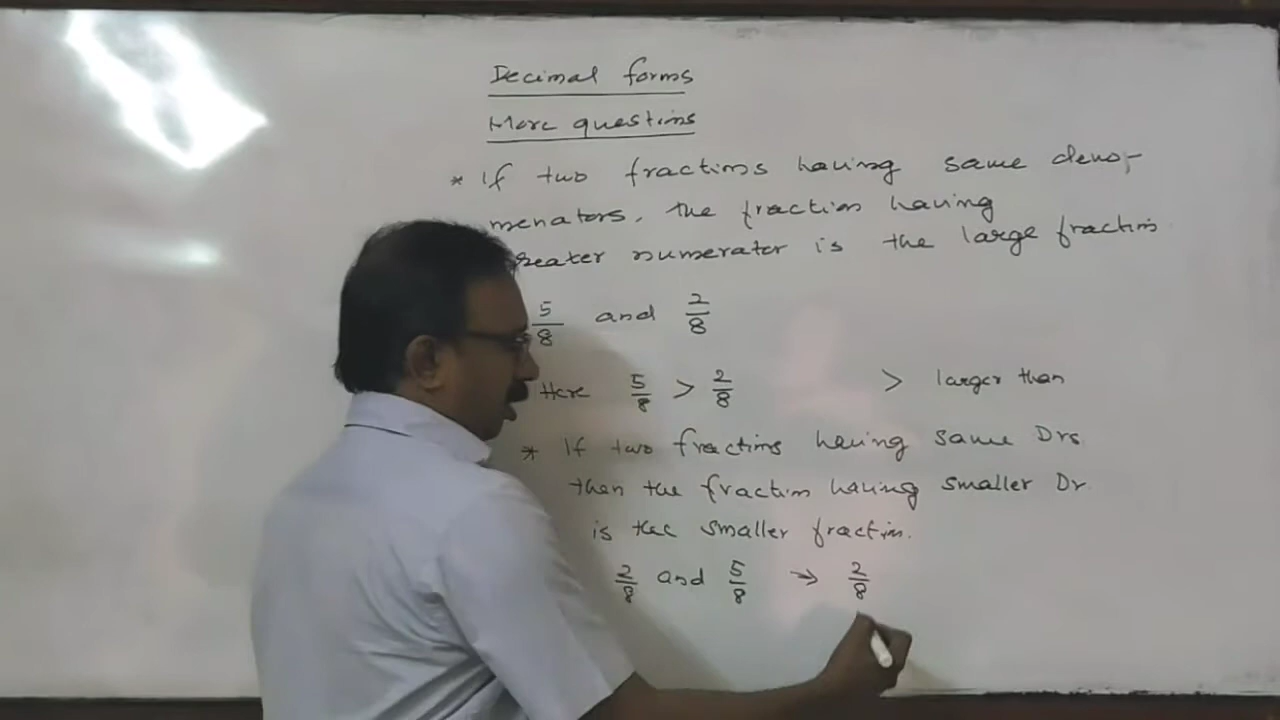 Decimal forms
More questions
* If two fractions having same deno-
menators, the fraction having
greater numerator is the large fraction
5/8 and 2/8
Here 5/8 > 2/8 > larger than
* If two fractions having same Drs
then the fraction having smaller Dr
is the smaller fraction.
2/8 and 5/8 → 2/8